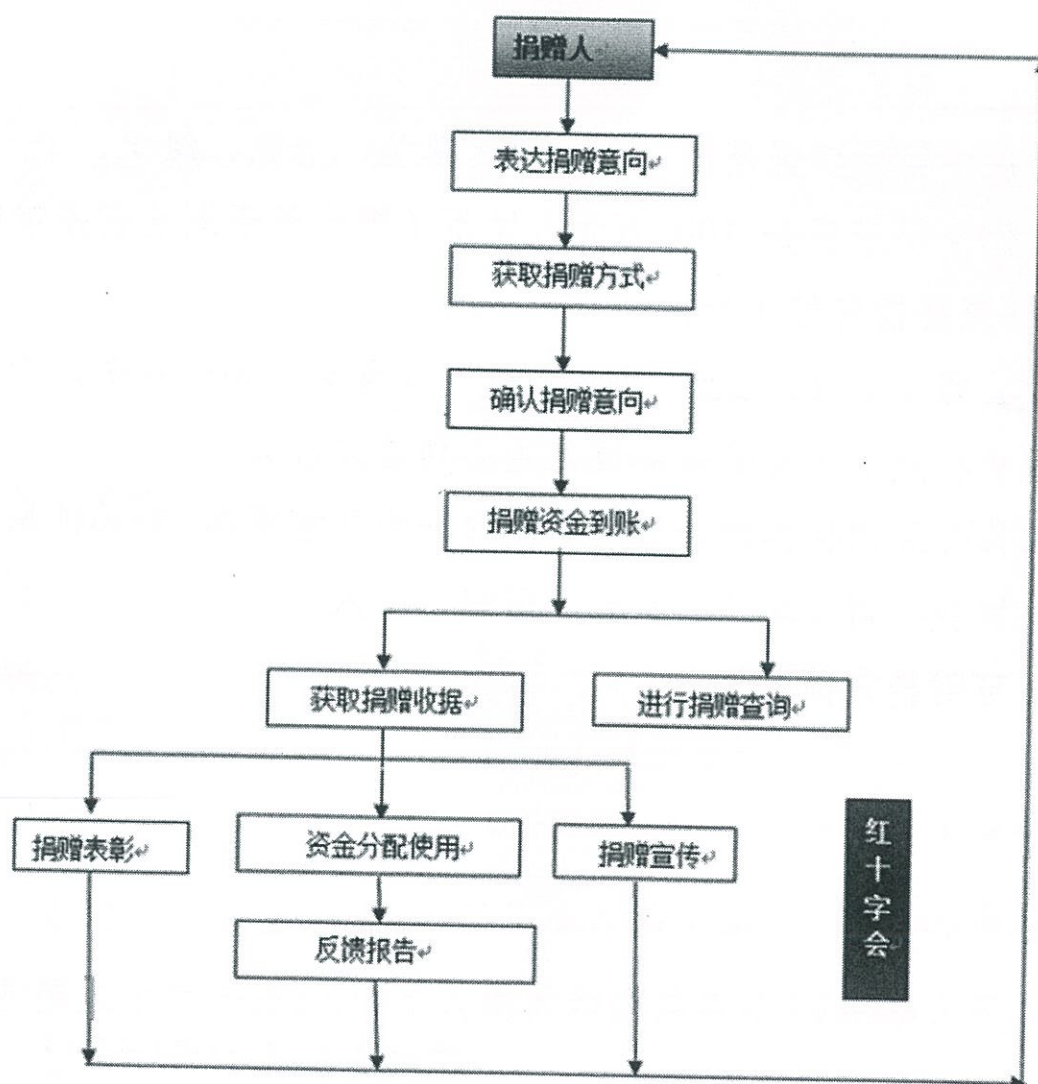 捐赠人
表达捐赠意向
获取捐赠方式
确认捐赠意向
捐赠资金到账
获取捐赠收据
进行捐赠查询
捐赠表彰
资金分配使用
捐赠宣传
反馈报告
红十字会